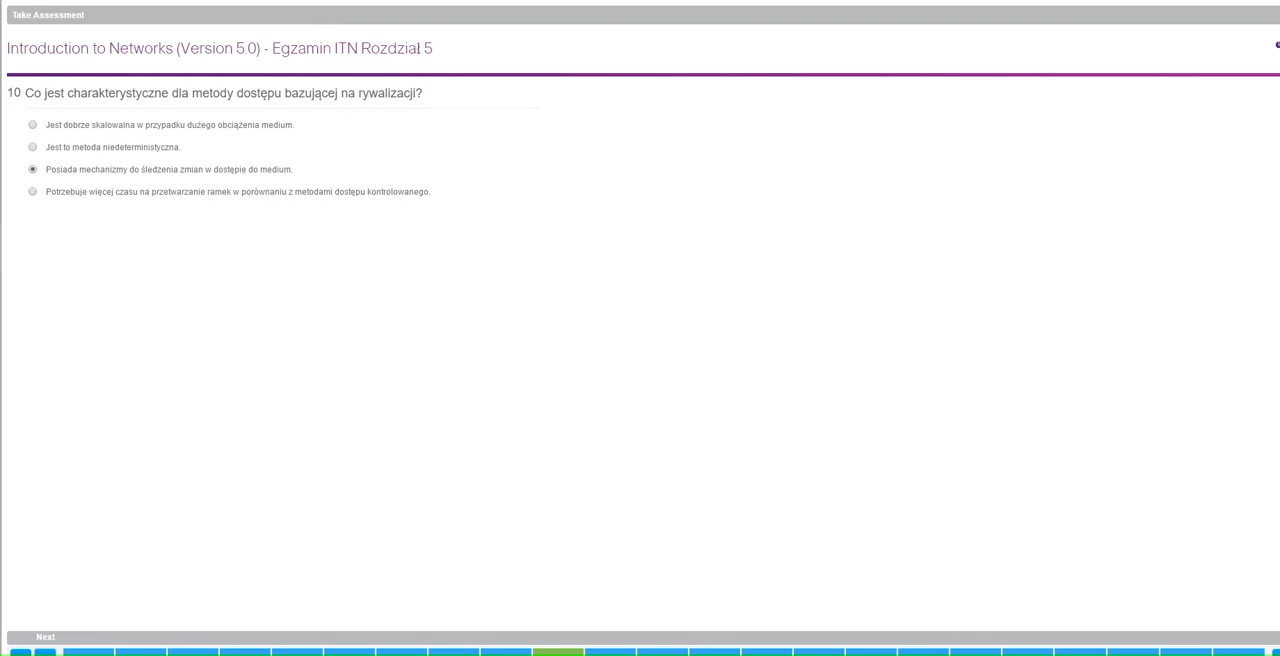 Take Assessment
Introduction to Networks (Version 5.0) - Egzamin ITN Rozdział 5
10 Co jest charakterystyczne dla metody dostępu bazującej na rywalizacji?
Jest dobrze skalowalna w przypadku dużego obciążenia medium.
Jest to metoda niedeterministyczna.
Posiada mechanizmy do śledzenia zmian w dostępie do medium.
Potrzebuje więcej czasu na przetwarzanie ramek w porównaniu z metodami dostępu kontrolowanego.
Next